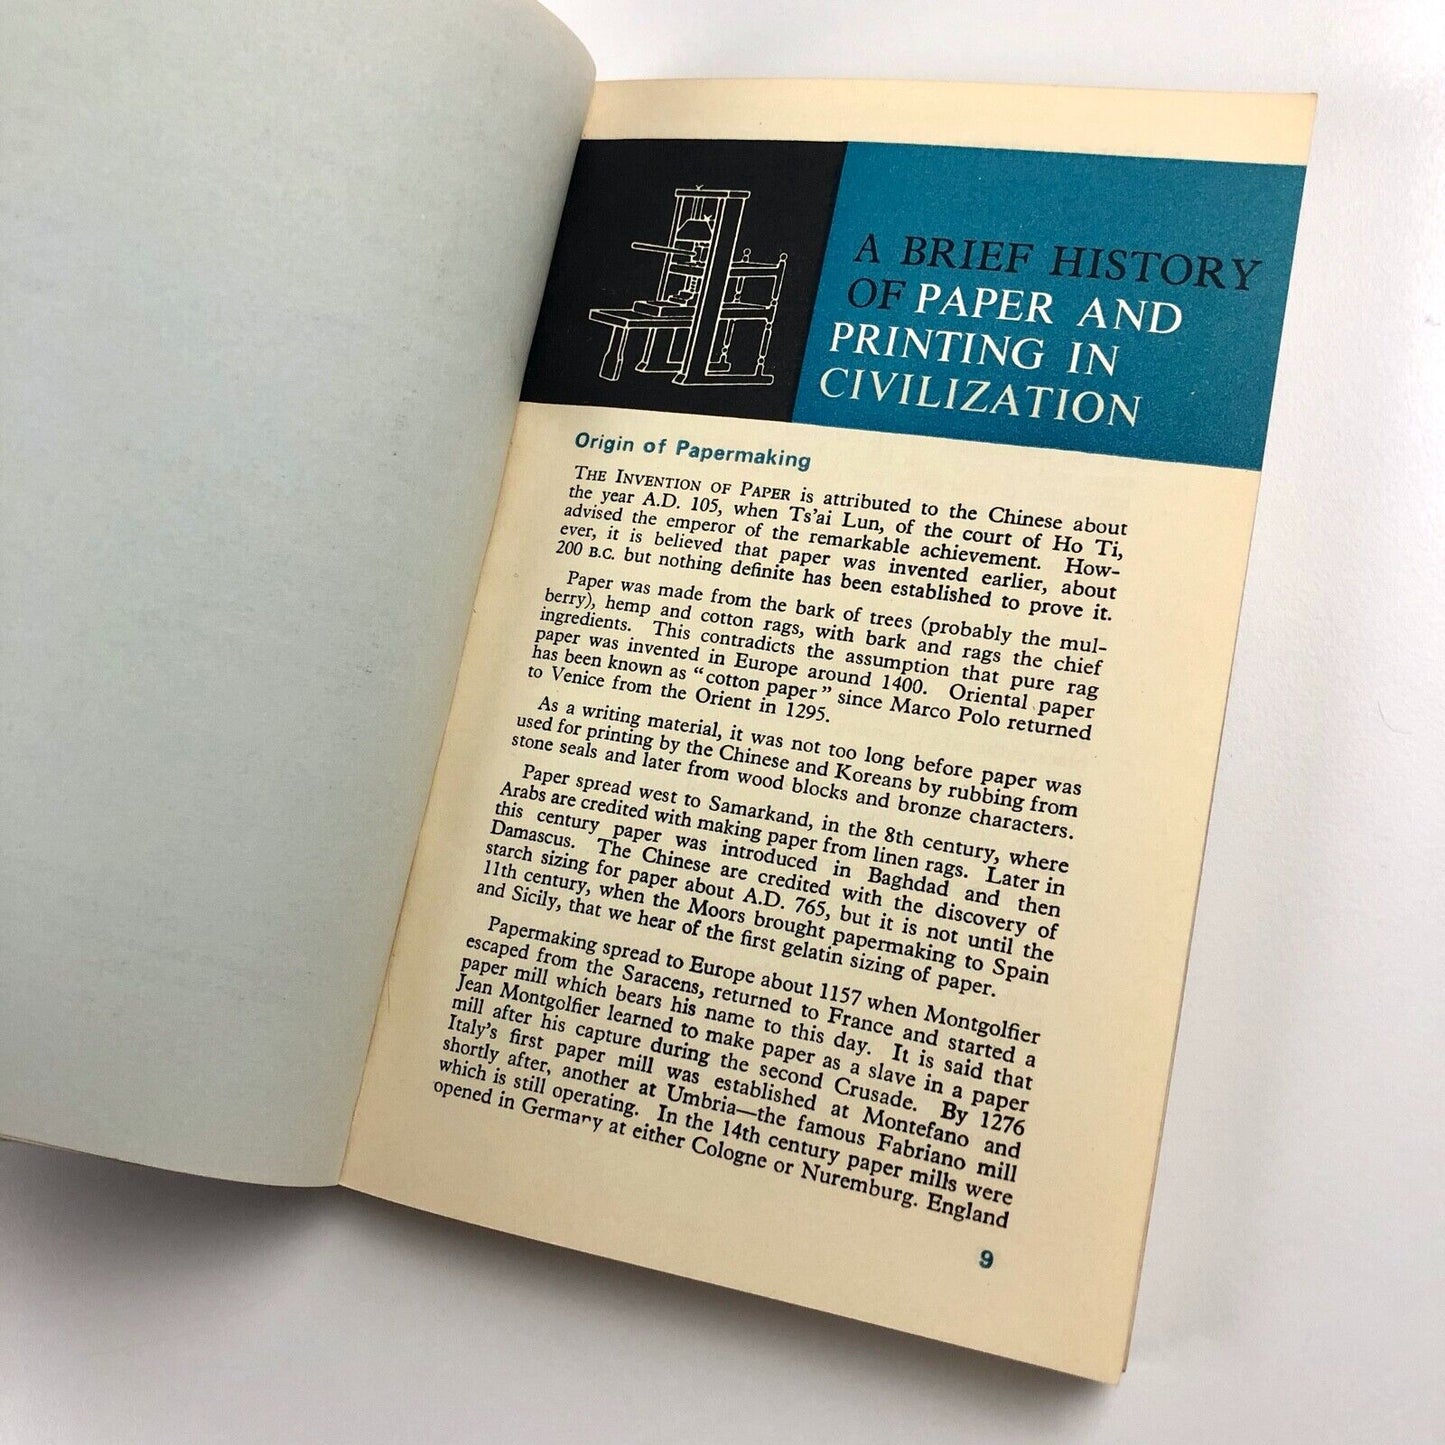 A BRIEF HISTORY
OF PAPER AND
PRINTING IN
CIVILIZATION
Origin of Papermaking
THE INVENTION OF PAPER is attributed to the Chinese about
the year A.D. 105, when Ts'ai Lun, of the court of Ho Ti,
advised the emperor of the remarkable achievement. How-
ever, it is believed that paper was invented earlier, about
200 B.C. but nothing definite has been established to prove it.
Paper was made from the bark of trees (probably the mul-
berry), hemp and cotton rags, with bark and rags the chief
ingredients. This contradicts the assumption that pure rag
paper was invented in Europe around 1400. Oriental paper
has been known as "cotton paper" since Marco Polo returned
to Venice from the Orient in 1295.
As a writing material, it was not too long before paper was
used for printing by the Chinese and Koreans by rubbing from
stone seals and later from wood blocks and bronze characters.
Paper spread west to Samarkand, in the 8th century, where
Arabs are credited with making paper from linen rags. Later in
this century paper was introduced in Baghdad and then
Damascus. The Chinese are credited with the discovery of
starch sizing for paper about A.D. 765, but it is not until the
11th century, when the Moors brought papermaking to Spain
and Sicily, that we hear of the first gelatin sizing of paper.
Papermaking spread to Europe about 1157 when Montgolfier
escaped from the Saracens, returned to France and started a
paper mill which bears his name to this day. It is said that
Jean Montgolfier learned to make paper as a slave in a paper
mill after his capture during the second Crusade. By 1276
Italy's first paper mill was established at Montefano and
shortly after, another at Umbria—the famous Fabriano mill
which is still operating. In the 14th century paper mills were
opened in Germany at either Cologne or Nuremburg. England
9